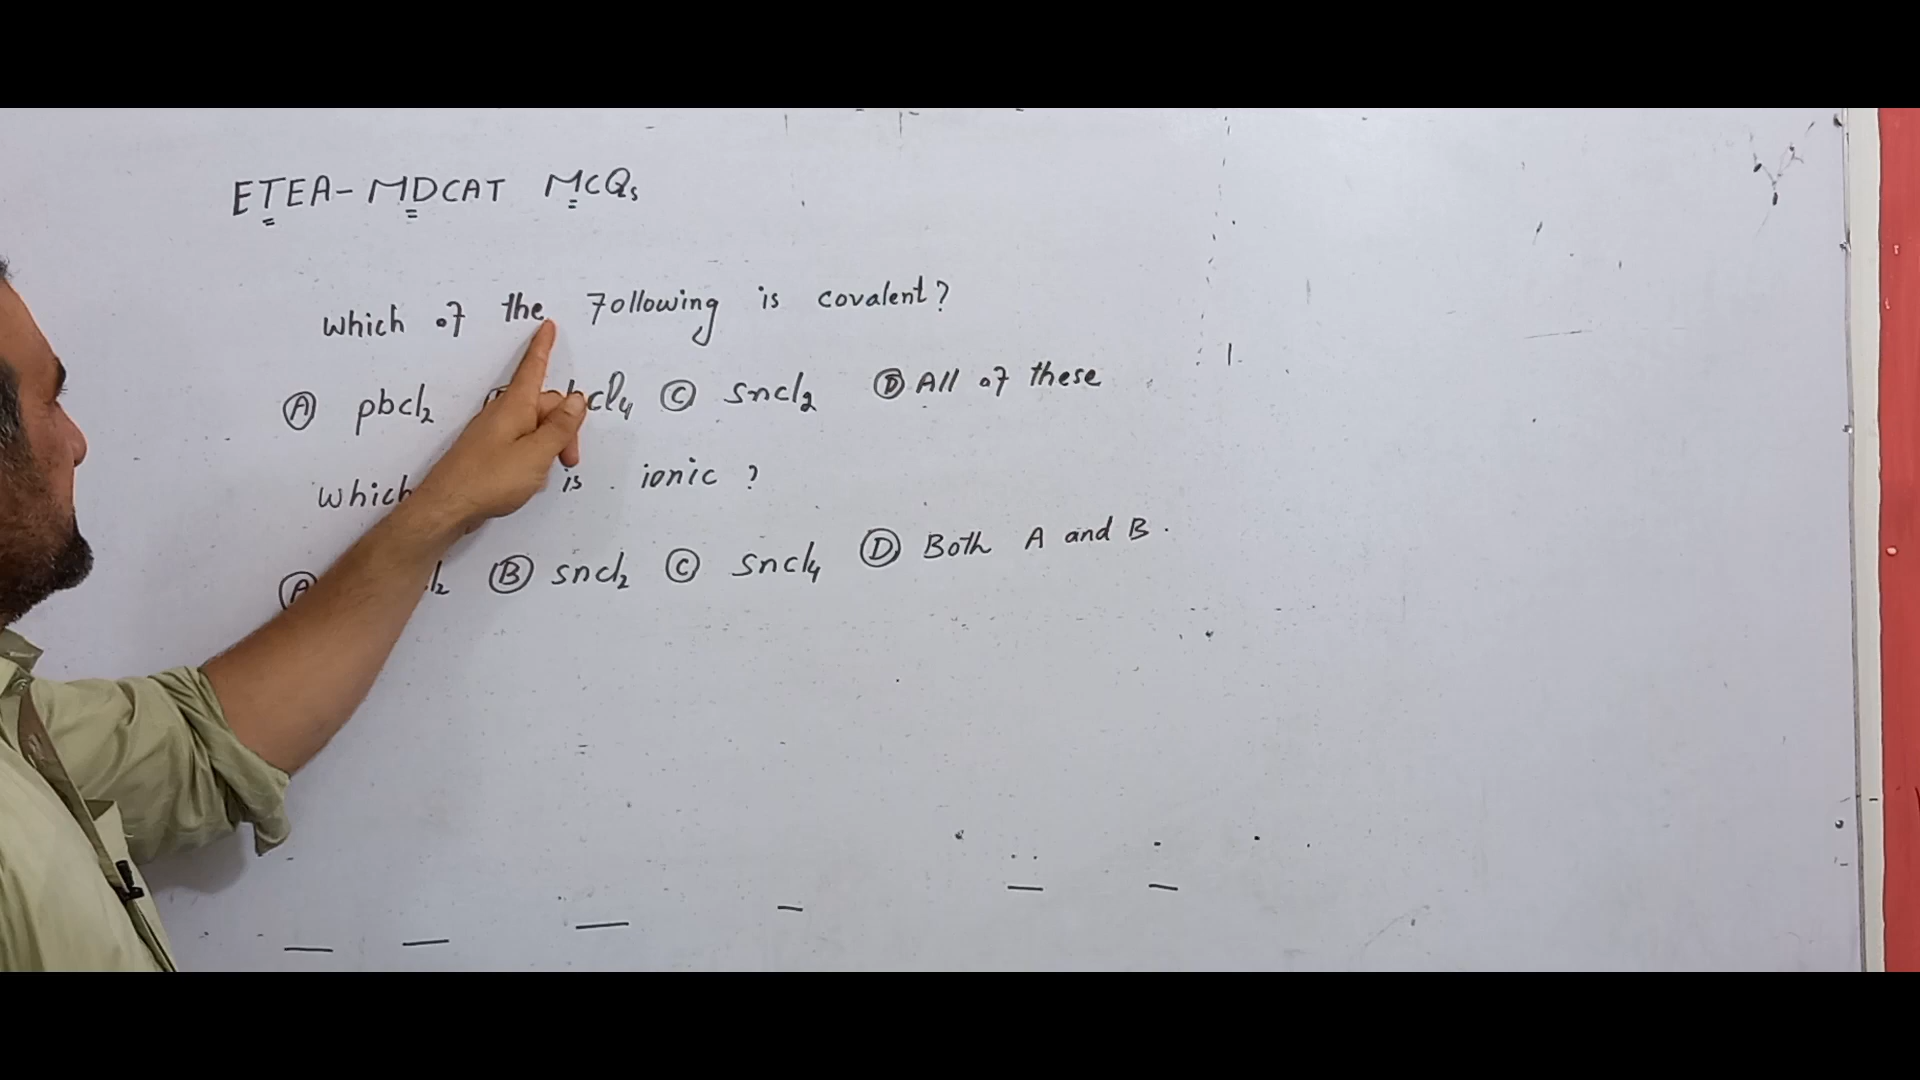 ETEA-MDCAT MCQs
which of the following is covalent?
Ⓐ pbcl2 cl4 Ⓒ sncl2 Ⓓ All of these
which is ionic ?
Ⓐ l2 Ⓑ sncl2 Ⓒ sncl4 Ⓓ Both A and B.